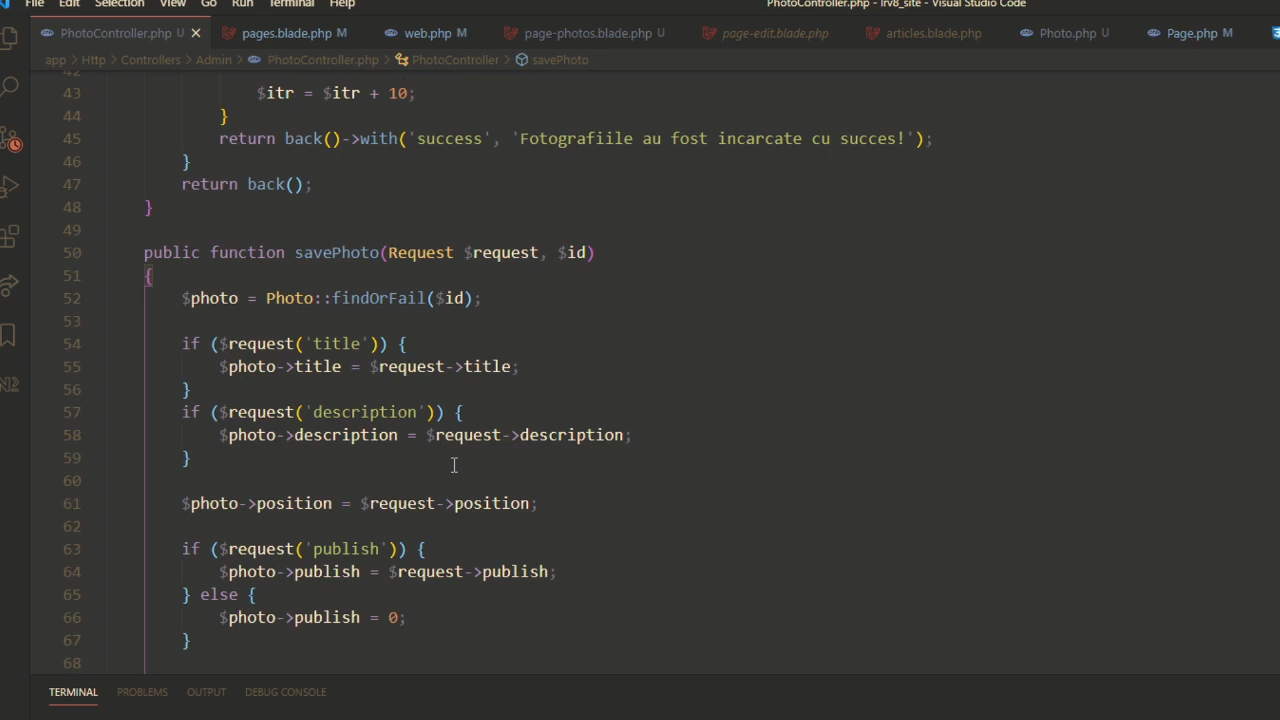 File Edit Selection View Go Run Terminal Help PhotoController.php - lrv8_site - Visual Studio Code
PhotoController.php U pages.blade.php M web.php M page-photos.blade.php U page-edit.blade.php articles.blade.php Photo.php U Page.php M
app > Http > Controllers > Admin > PhotoController.php > PhotoController > savePhoto
42
43 $itr = $itr + 10;
44 }
45 return back()->with('success', 'Fotografiile au fost incarcate cu succes!');
46 }
47 return back();
48 }
49
50 public function savePhoto(Request $request, $id)
51 {
52 $photo = Photo::findOrFail($id);
53
54 if ($request('title')) {
55 $photo->title = $request->title;
56 }
57 if ($request('description')) {
58 $photo->description = $request->description;
59 }
60
61 $photo->position = $request->position;
62
63 if ($request('publish')) {
64 $photo->publish = $request->publish;
65 } else {
66 $photo->publish = 0;
67 }
68
TERMINAL PROBLEMS OUTPUT DEBUG CONSOLE